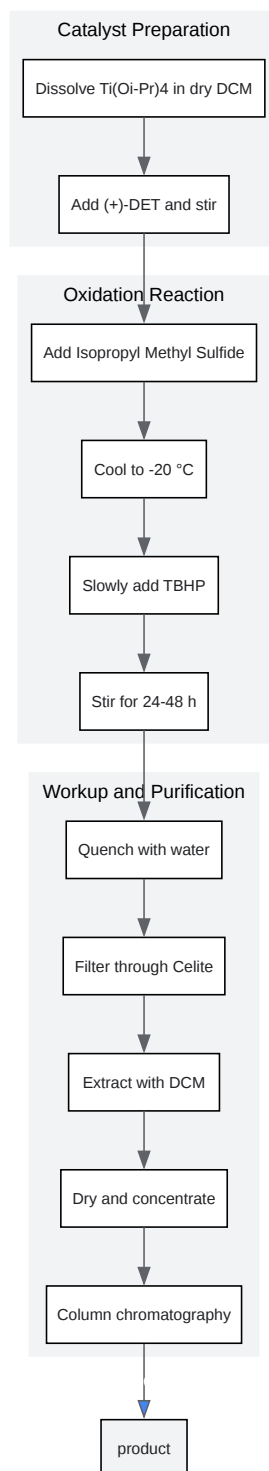 Catalyst Preparation
Dissolve Ti(Oi-Pr)4 in dry DCM
Add (+)-DET and stir
Oxidation Reaction
Add Isopropyl Methyl Sulfide
Cool to -20 °C
Slowly add TBHP
Stir for 24-48 h
Workup and Purification
Quench with water
Filter through Celite
Extract with DCM
Dry and concentrate
Column chromatography
product